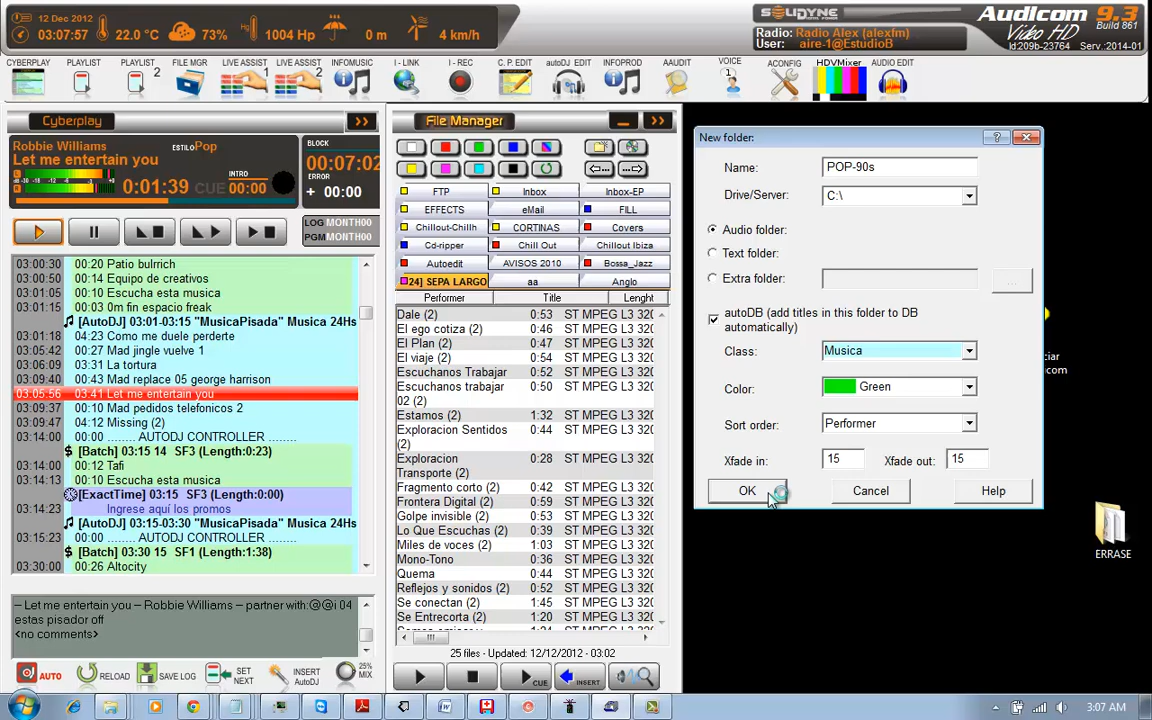 12 Dec 2012
03:07:57
22.0 °C
73%
1004 Hp
0 m
4 km/h
SOLIDYNE
Radio: Radio Alex (alexfm)
User: aire-1@EstudioB
AudIcom 9.3
Video HD Build 861
Id:209b-23764 Serv.:2014-01
CYBERPLAY
PLAYLIST
PLAYLIST 2
FILE MGR
LIVE ASSIST 1
LIVE ASSIST 2
INFOMUSIC
I - LINK
I - REC
C. P. EDIT
autoDJ EDIT
INFOPROD
AAUDIT
VOICE
ACONFIG
HDVMixer
AUDIO EDIT
Cyberplay >>
Robbie Williams ESTILO Pop
Let me entertain you
0:01:39 CUE INTRO 00:00
BLOCK
00:07:02
ERROR
+ 00:00
LOG MONTH00
PGM MONTH00
03:00:30 00:20 Patio bulrrich
03:00:50 00:14 Equipo de creativos
03:01:05 00:10 Escucha esta musica
03:01:15 00:03 0m fin espacio freak
[AutoDJ] 03:01-03:15 "MusicaPisada" Musica 24Hs
03:01:18 04:23 Como me duele perderte
03:05:42 00:27 Mad jingle vuelve 1
03:06:09 03:31 La tortura
03:09:40 00:43 Mad replace 05 george harrison
03:05:56 03:41 Let me entertain you
03:09:37 00:10 Mad pedidos telefonicos 2
03:09:47 04:12 Missing (2)
03:14:00 00:00 ........ AUTODJ CONTROLLER ........
$ [Batch] 03:15 14 SF3 (Length:0:23)
03:14:00 00:12 Tafi
03:14:13 00:10 Escucha esta musica
[ExactTime] 03:15 SF3 (Length:0:00)
03:14:23 Ingrese aquí los promos
[AutoDJ] 03:15-03:30 "MusicaPisada" Musica 24Hs
03:15:23 00:00 ........ AUTODJ CONTROLLER ........
$ [Batch] 03:30 15 SF1 (Length:1:38)
03:30:00 00:26 Altocity
– Let me entertain you – Robbie Williams – partner with:@@i 04
estas pisador off
<no comments>
AUTO
RELOAD
SAVE LOG
SET NEXT
INSERT AutoDJ
25% MIX
File Manager >>
FTP Inbox Inbox-EP
EFFECTS eMail FILL
Chillout-Chillh CORTINAS Covers
Cd-ripper Chill Out Chillout Ibiza
Autoedit AVISOS 2010 Bossa_Jazz
24] SEPA LARGO aa Anglo
Performer Title Lenght
Dale (2) 0:53 ST MPEG L3 320
El ego cotiza (2) 0:46 ST MPEG L3 320
El Plan (2) 0:47 ST MPEG L3 320
El viaje (2) 0:54 ST MPEG L3 320
Escuchanos Trabajar 0:52 ST MPEG L3 320
Escuchanos trabajar 02 (2) 0:50 ST MPEG L3 320
Estamos (2) 1:32 ST MPEG L3 320
Exploracion Sentidos (2) 0:44 ST MPEG L3 320
Exploracion Transporte (2) 0:28 ST MPEG L3 320
Fragmento corto (2) 0:42 ST MPEG L3 320
Frontera Digital (2) 0:59 ST MPEG L3 320
Golpe invisible (2) 0:53 ST MPEG L3 320
Lo Que Escuchas (2) 0:39 ST MPEG L3 320
Miles de voces (2) 1:03 ST MPEG L3 320
Mono-Tono 0:36 ST MPEG L3 320
Quema 0:44 ST MPEG L3 320
Reflejos y sonidos (2) 0:52 ST MPEG L3 320
Se conectan (2) 1:45 ST MPEG L3 320
Se Entrecorta (2) 1:20 ST MPEG L3 320
25 files - Updated: 12/12/2012 - 03:02
CUE
INSERT
New folder:
Name: POP-90s
Drive/Server: C:\
Audio folder:
Text folder:
Extra folder: ...
autoDB (add titles in this folder to DB
automatically)
Class: Musica
Color: Green
Sort order: Performer
Xfade in: 15 Xfade out: 15
OK Cancel Help
ciar
com
ERRASE
3:07 AM